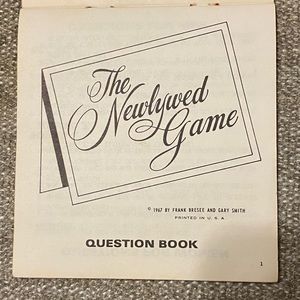 The
Newlywed
Game
© 1967 BY FRANK BRESEE AND GARY SMITH
PRINTED IN U. S. A
QUESTION BOOK
1